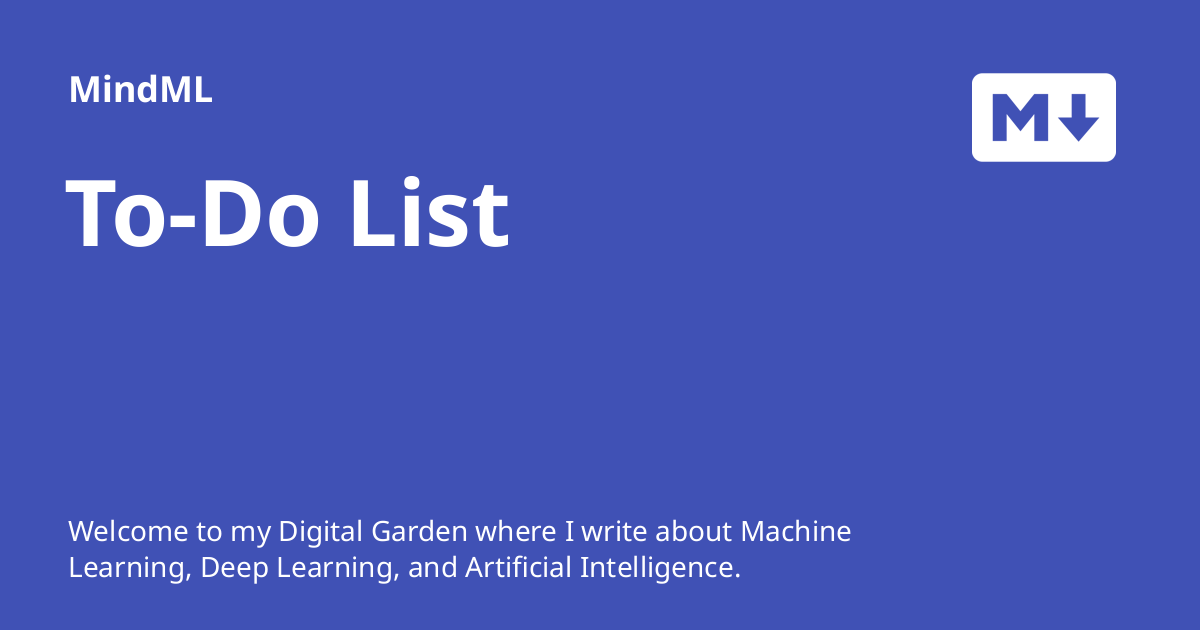 MindML
M
To-Do List
Welcome to my Digital Garden where I write about Machine
Learning, Deep Learning, and Artificial Intelligence.